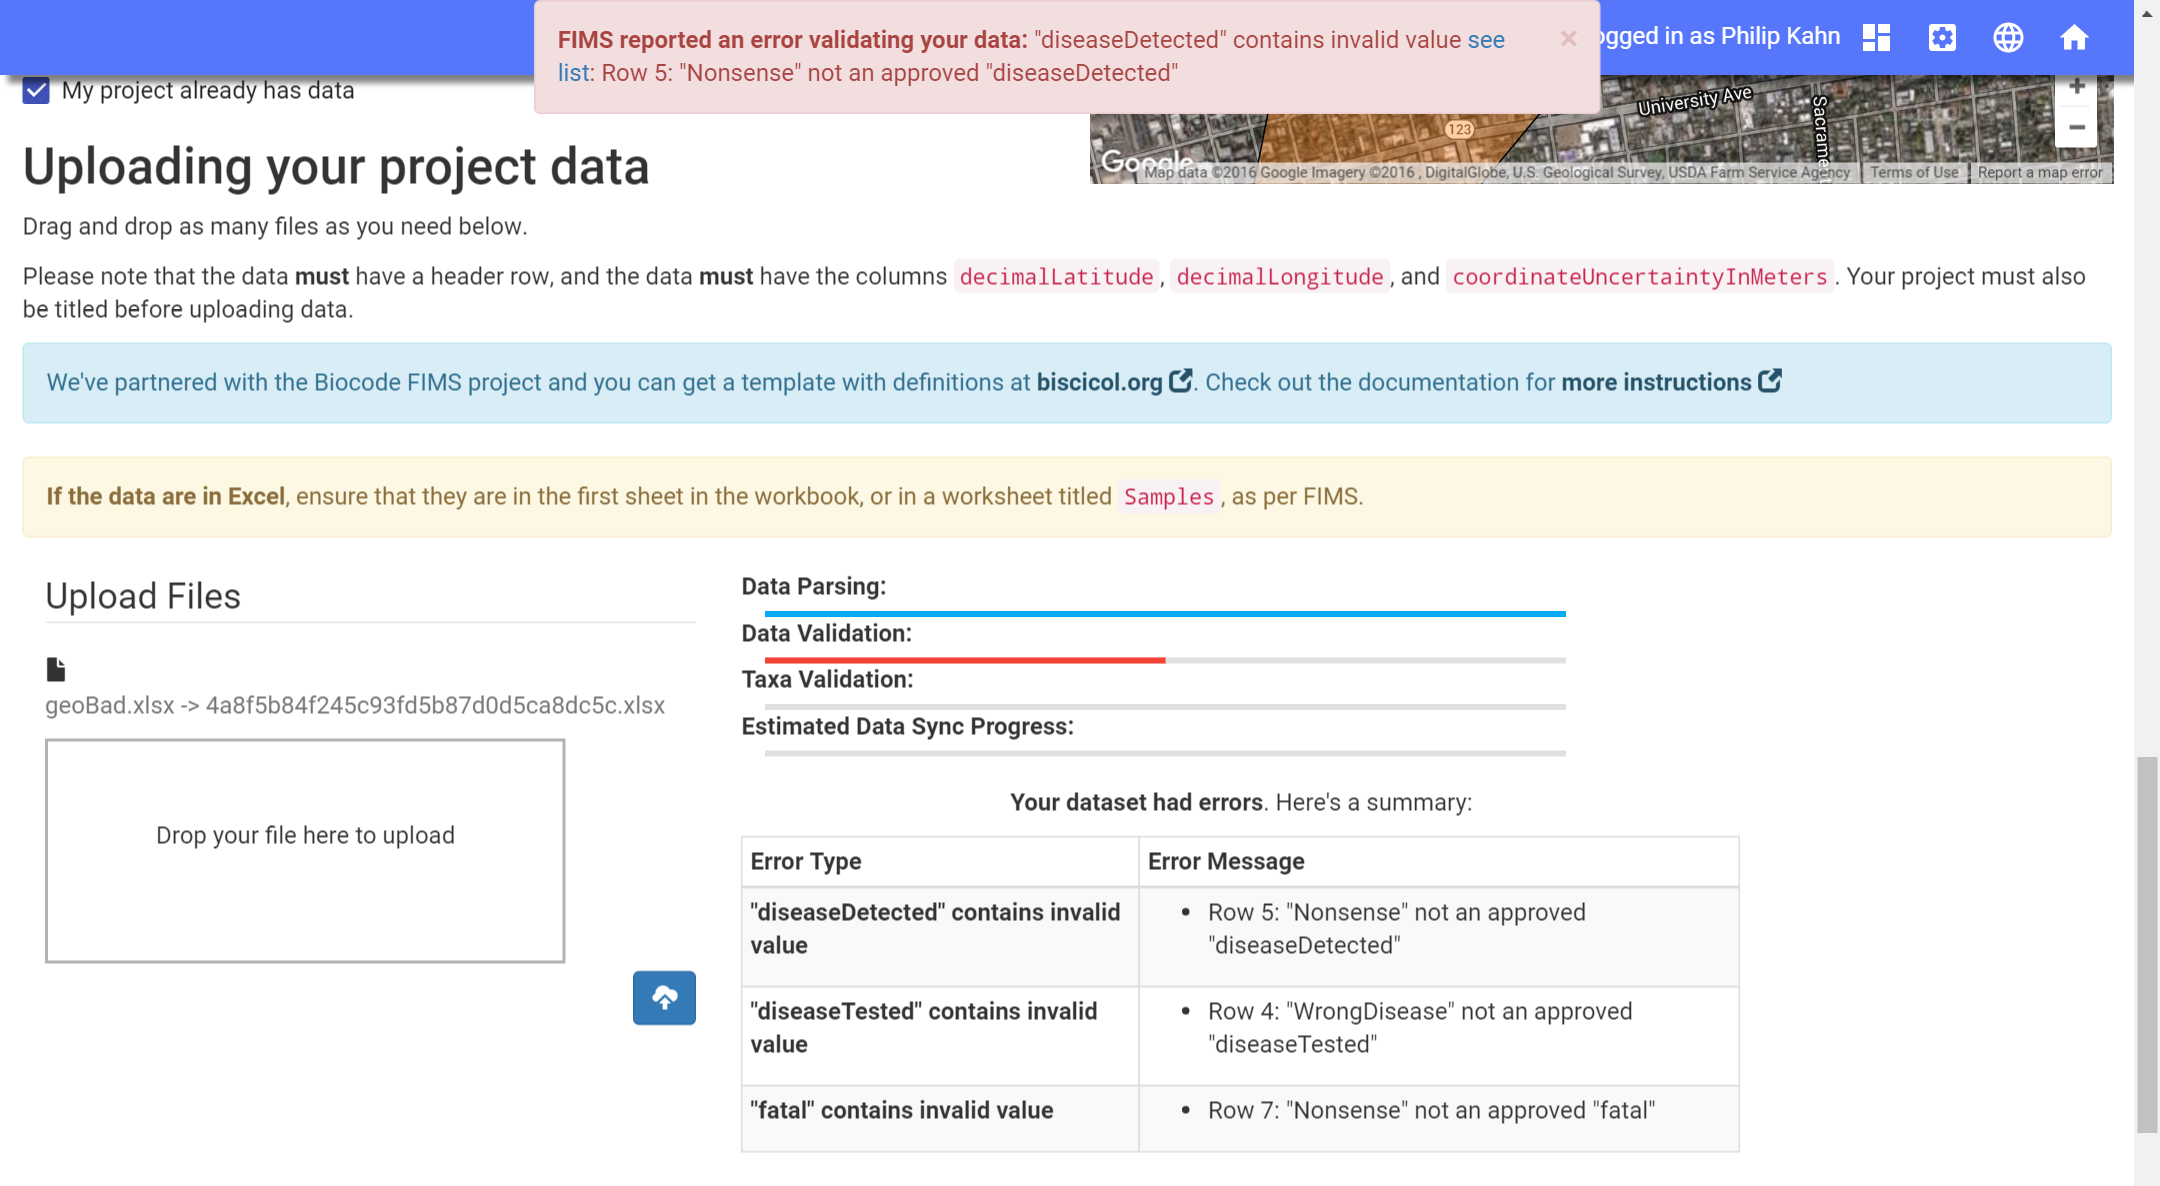 FIMS reported an error validating your data: "diseaseDetected" contains invalid value see
list: Row 5: "Nonsense" not an approved "diseaseDetected"
×
ogged in as Philip Kahn
My project already has data
University Ave
Sacrame
123
+
−
Google
Map data ©2016 Google Imagery ©2016 , DigitalGlobe, U.S. Geological Survey, USDA Farm Service Agency
Terms of Use
Report a map error
Uploading your project data
Drag and drop as many files as you need below.
Please note that the data must have a header row, and the data must have the columns decimalLatitude, decimalLongitude, and coordinateUncertaintyInMeters. Your project must also
be titled before uploading data.
We've partnered with the Biocode FIMS project and you can get a template with definitions at biscicol.org. Check out the documentation for more instructions
If the data are in Excel, ensure that they are in the first sheet in the workbook, or in a worksheet titled Samples, as per FIMS.
Upload Files
geoBad.xlsx -> 4a8f5b84f245c93fd5b87d0d5ca8dc5c.xlsx
Drop your file here to upload
Data Parsing:
Data Validation:
Taxa Validation:
Estimated Data Sync Progress:
Your dataset had errors. Here's a summary:
Error Type
Error Message
"diseaseDetected" contains invalid
value
• Row 5: "Nonsense" not an approved
"diseaseDetected"
"diseaseTested" contains invalid
value
• Row 4: "WrongDisease" not an approved
"diseaseTested"
"fatal" contains invalid value
• Row 7: "Nonsense" not an approved "fatal"